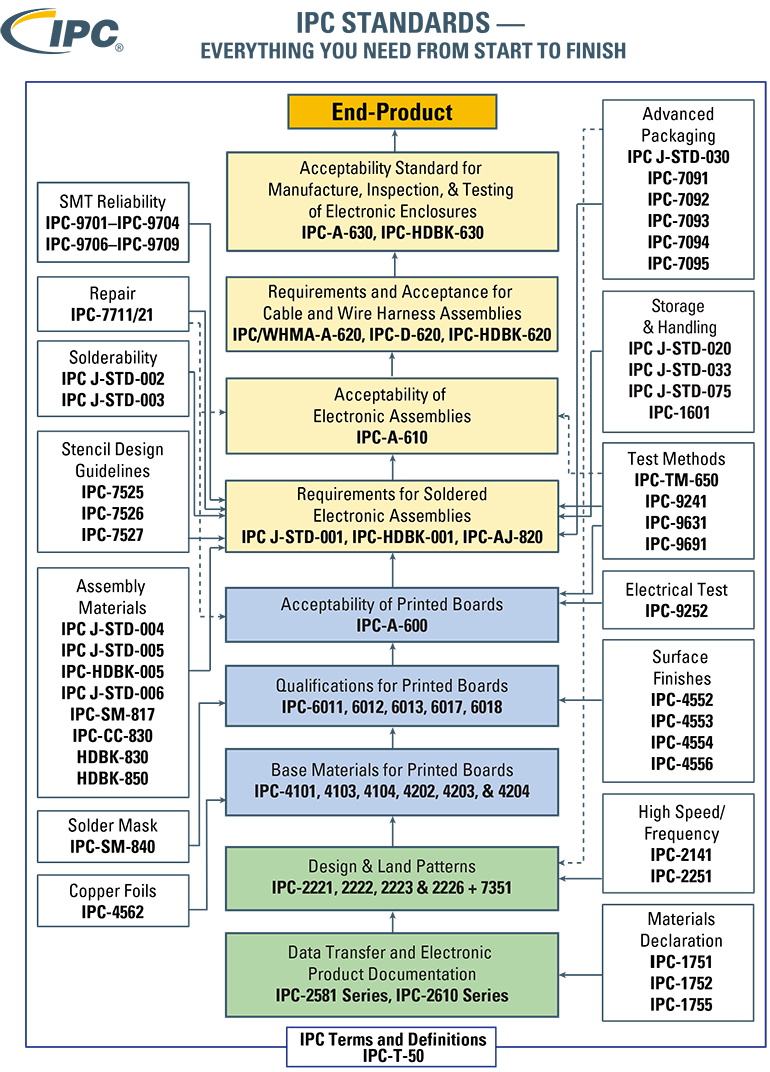 IPC®
IPC STANDARDS —
EVERYTHING YOU NEED FROM START TO FINISH
End-Product
Acceptability Standard for
Manufacture, Inspection, & Testing
of Electronic Enclosures
IPC-A-630, IPC-HDBK-630
Requirements and Acceptance for
Cable and Wire Harness Assemblies
IPC/WHMA-A-620, IPC-D-620, IPC-HDBK-620
Acceptability of
Electronic Assemblies
IPC-A-610
Requirements for Soldered
Electronic Assemblies
IPC J-STD-001, IPC-HDBK-001, IPC-AJ-820
Acceptability of Printed Boards
IPC-A-600
Qualifications for Printed Boards
IPC-6011, 6012, 6013, 6017, 6018
Base Materials for Printed Boards
IPC-4101, 4103, 4104, 4202, 4203, & 4204
Design & Land Patterns
IPC-2221, 2222, 2223 & 2226 + 7351
Data Transfer and Electronic
Product Documentation
IPC-2581 Series, IPC-2610 Series
SMT Reliability
IPC-9701–IPC-9704
IPC-9706–IPC-9709
Repair
IPC-7711/21
Solderability
IPC J-STD-002
IPC J-STD-003
Stencil Design
Guidelines
IPC-7525
IPC-7526
IPC-7527
Assembly
Materials
IPC J-STD-004
IPC J-STD-005
IPC-HDBK-005
IPC J-STD-006
IPC-SM-817
IPC-CC-830
HDBK-830
HDBK-850
Solder Mask
IPC-SM-840
Copper Foils
IPC-4562
Advanced
Packaging
IPC J-STD-030
IPC-7091
IPC-7092
IPC-7093
IPC-7094
IPC-7095
Storage
& Handling
IPC J-STD-020
IPC J-STD-033
IPC J-STD-075
IPC-1601
Test Methods
IPC-TM-650
IPC-9241
IPC-9631
IPC-9691
Electrical Test
IPC-9252
Surface
Finishes
IPC-4552
IPC-4553
IPC-4554
IPC-4556
High Speed/
Frequency
IPC-2141
IPC-2251
Materials
Declaration
IPC-1751
IPC-1752
IPC-1755
IPC Terms and Definitions
IPC-T-50